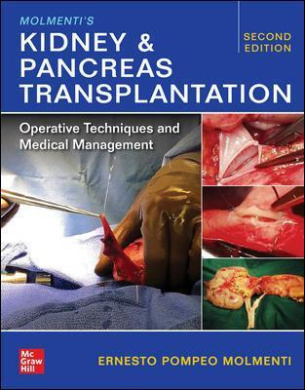 MOLMENTI'S
KIDNEY &
PANCREAS
TRANSPLANTATION
SECOND
EDITION
Operative Techniques and
Medical Management
Mc
Graw
Hill
ERNESTO POMPEO MOLMENTI